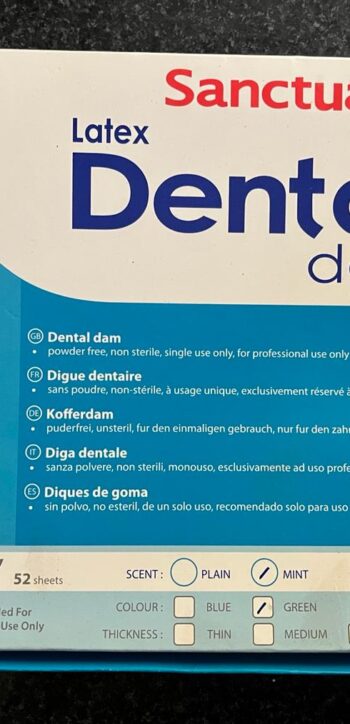 Sanctua
Latex
Dental
d
GB Dental dam
• powder free, non sterile, single use only, for professional use only
FR Digue dentaire
• sans poudre, non-stérile, à usage unique, exclusivement réservé à
DE Kofferdam
• puderfrei, unsteril, fur den einmaligen gebrauch, nur fur den zahn
IT Diga dentale
• sanza polvere, non sterili, monouso, esclusivamente ad uso profe
ES Diques de goma
• sin polvo, no esteril, de un solo uso, recomendado solo para uso
52 sheets SCENT: PLAIN MINT
COLOUR: BLUE GREEN
ed For
Use Only
THICKNESS: THIN MEDIUM